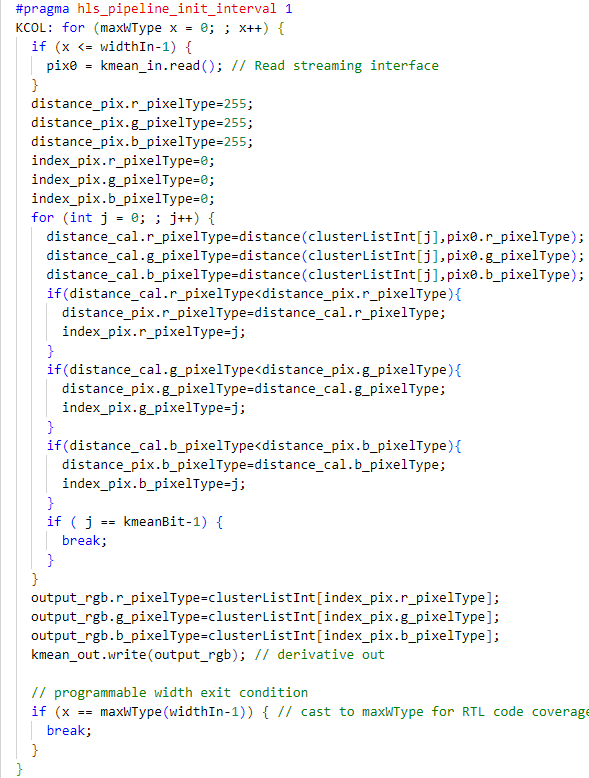 #pragma hls_pipeline_init_interval 1
KCOL: for (maxWType x = 0; ; x++) {
  if (x <= widthIn-1) {
    pix0 = kmean_in.read(); // Read streaming interface
  }
  distance_pix.r_pixelType=255;
  distance_pix.g_pixelType=255;
  distance_pix.b_pixelType=255;
  index_pix.r_pixelType=0;
  index_pix.g_pixelType=0;
  index_pix.b_pixelType=0;
  for (int j = 0; ; j++) {
    distance_cal.r_pixelType=distance(clusterListInt[j],pix0.r_pixelType);
    distance_cal.g_pixelType=distance(clusterListInt[j],pix0.g_pixelType);
    distance_cal.b_pixelType=distance(clusterListInt[j],pix0.b_pixelType);
    if(distance_cal.r_pixelType<distance_pix.r_pixelType){
      distance_pix.r_pixelType=distance_cal.r_pixelType;
      index_pix.r_pixelType=j;
    }
    if(distance_cal.g_pixelType<distance_pix.g_pixelType){
      distance_pix.g_pixelType=distance_cal.g_pixelType;
      index_pix.g_pixelType=j;
    }
    if(distance_cal.b_pixelType<distance_pix.b_pixelType){
      distance_pix.b_pixelType=distance_cal.b_pixelType;
      index_pix.b_pixelType=j;
    }
    if ( j == kmeanBit-1) {
      break;
    }
  }
  output_rgb.r_pixelType=clusterListInt[index_pix.r_pixelType];
  output_rgb.g_pixelType=clusterListInt[index_pix.g_pixelType];
  output_rgb.b_pixelType=clusterListInt[index_pix.b_pixelType];
  kmean_out.write(output_rgb); // derivative out

  // programmable width exit condition
  if (x == maxWType(widthIn-1)) { // cast to maxWType for RTL code coverage
    break;
  }
}